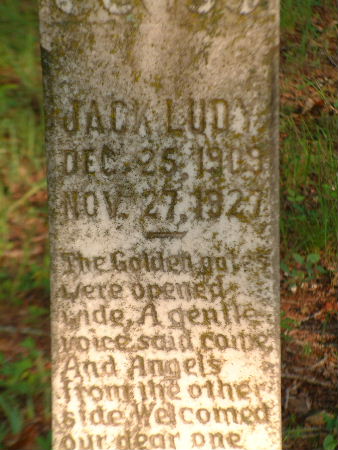 JACK LUDY
DEC. 25, 1909
NOV. 27, 1927
The Golden gates
were opened
wide, A gentle
voice said come
And Angels
from the other
side Welcomed
our dear one